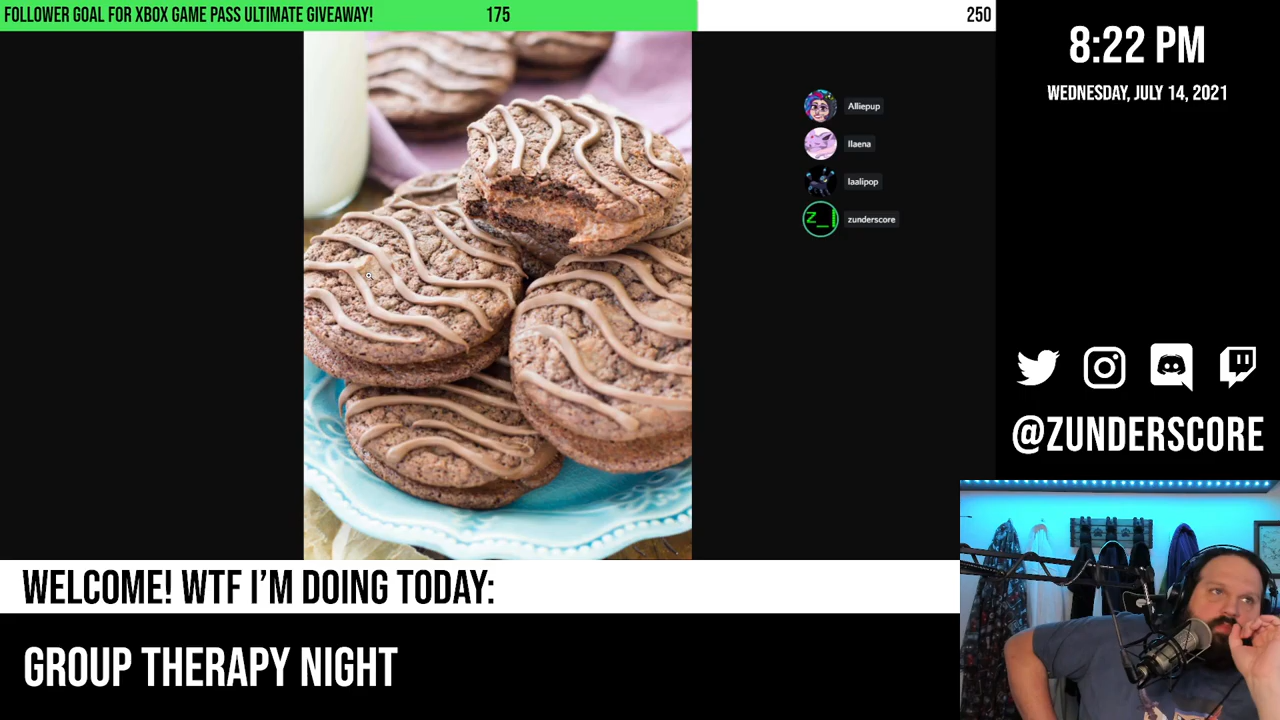 FOLLOWER GOAL FOR XBOX GAME PASS ULTIMATE GIVEAWAY! 175 250
8:22 PM
WEDNESDAY, JULY 14, 2021
Alliepup
Ilaena
laalipop
Z_
zunderscore
@ZUNDERSCORE
WELCOME! WTF I'M DOING TODAY:
GROUP THERAPY NIGHT